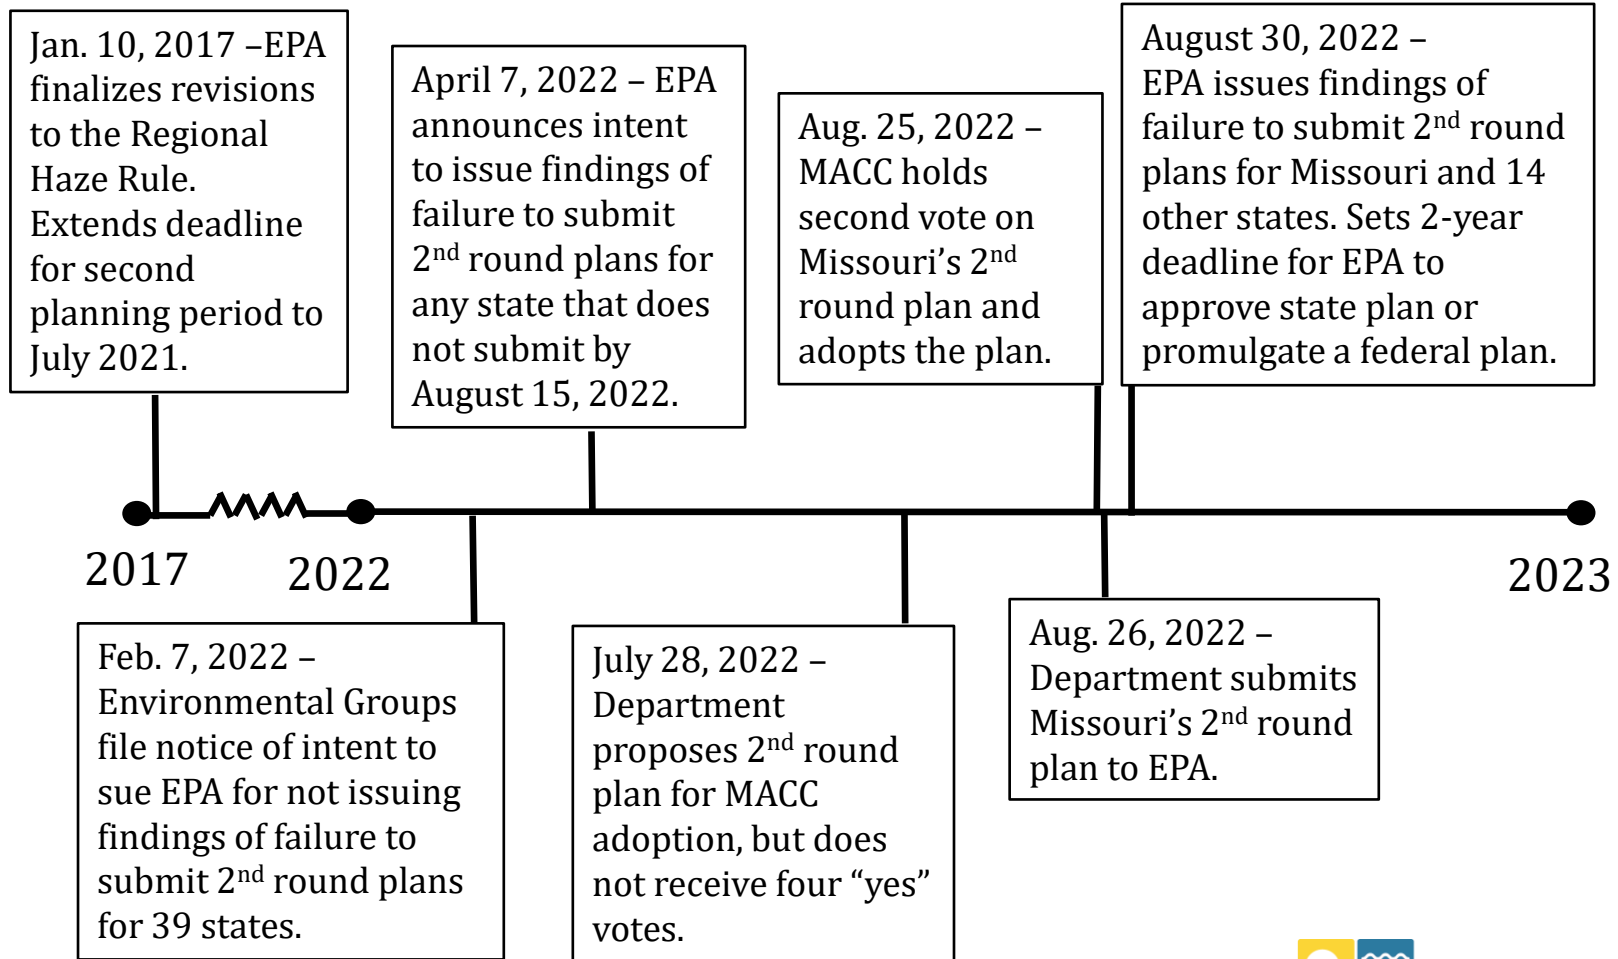 Jan. 10, 2017 –EPA
finalizes revisions
to the Regional
Haze Rule.
Extends deadline
for second
planning period to
July 2021.
April 7, 2022 – EPA
announces intent
to issue findings of
failure to submit
2nd round plans for
any state that does
not submit by
August 15, 2022.
Aug. 25, 2022 –
MACC holds
second vote on
Missouri’s 2nd
round plan and
adopts the plan.
August 30, 2022 –
EPA issues findings of
failure to submit 2nd round
plans for Missouri and 14
other states. Sets 2-year
deadline for EPA to
approve state plan or
promulgate a federal plan.
2017
2022
2023
Feb. 7, 2022 –
Environmental Groups
file notice of intent to
sue EPA for not issuing
findings of failure to
submit 2nd round plans
for 39 states.
July 28, 2022 –
Department
proposes 2nd round
plan for MACC
adoption, but does
not receive four “yes”
votes.
Aug. 26, 2022 –
Department submits
Missouri’s 2nd round
plan to EPA.